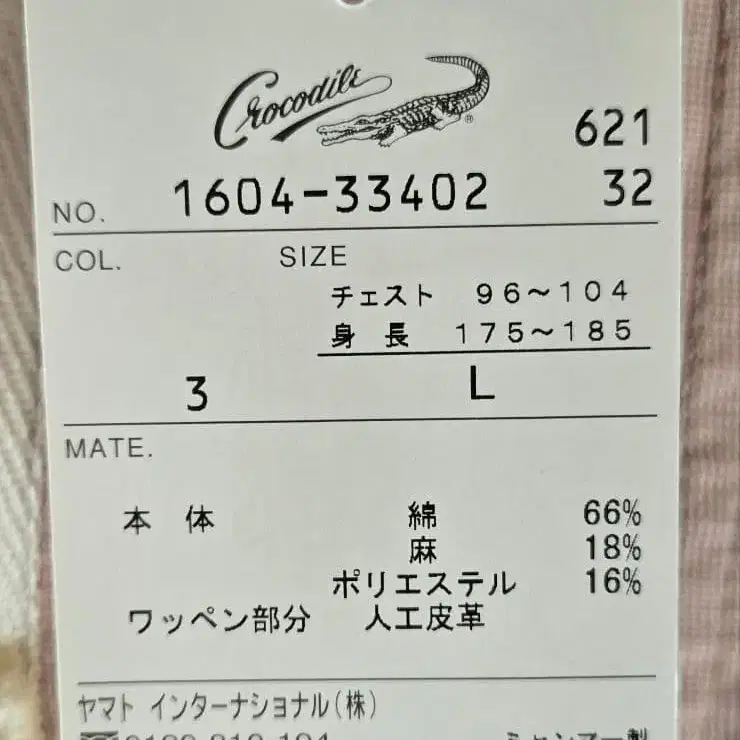 Crocodile ®
621
NO. 1604-33402 32
COL. SIZE
チェスト 96〜104
身長 175〜185
3 L
MATE.
本体 綿 66%
麻 18%
ポリエステル 16%
ワッペン部分 人工皮革
ヤマト インターナショナル(株)